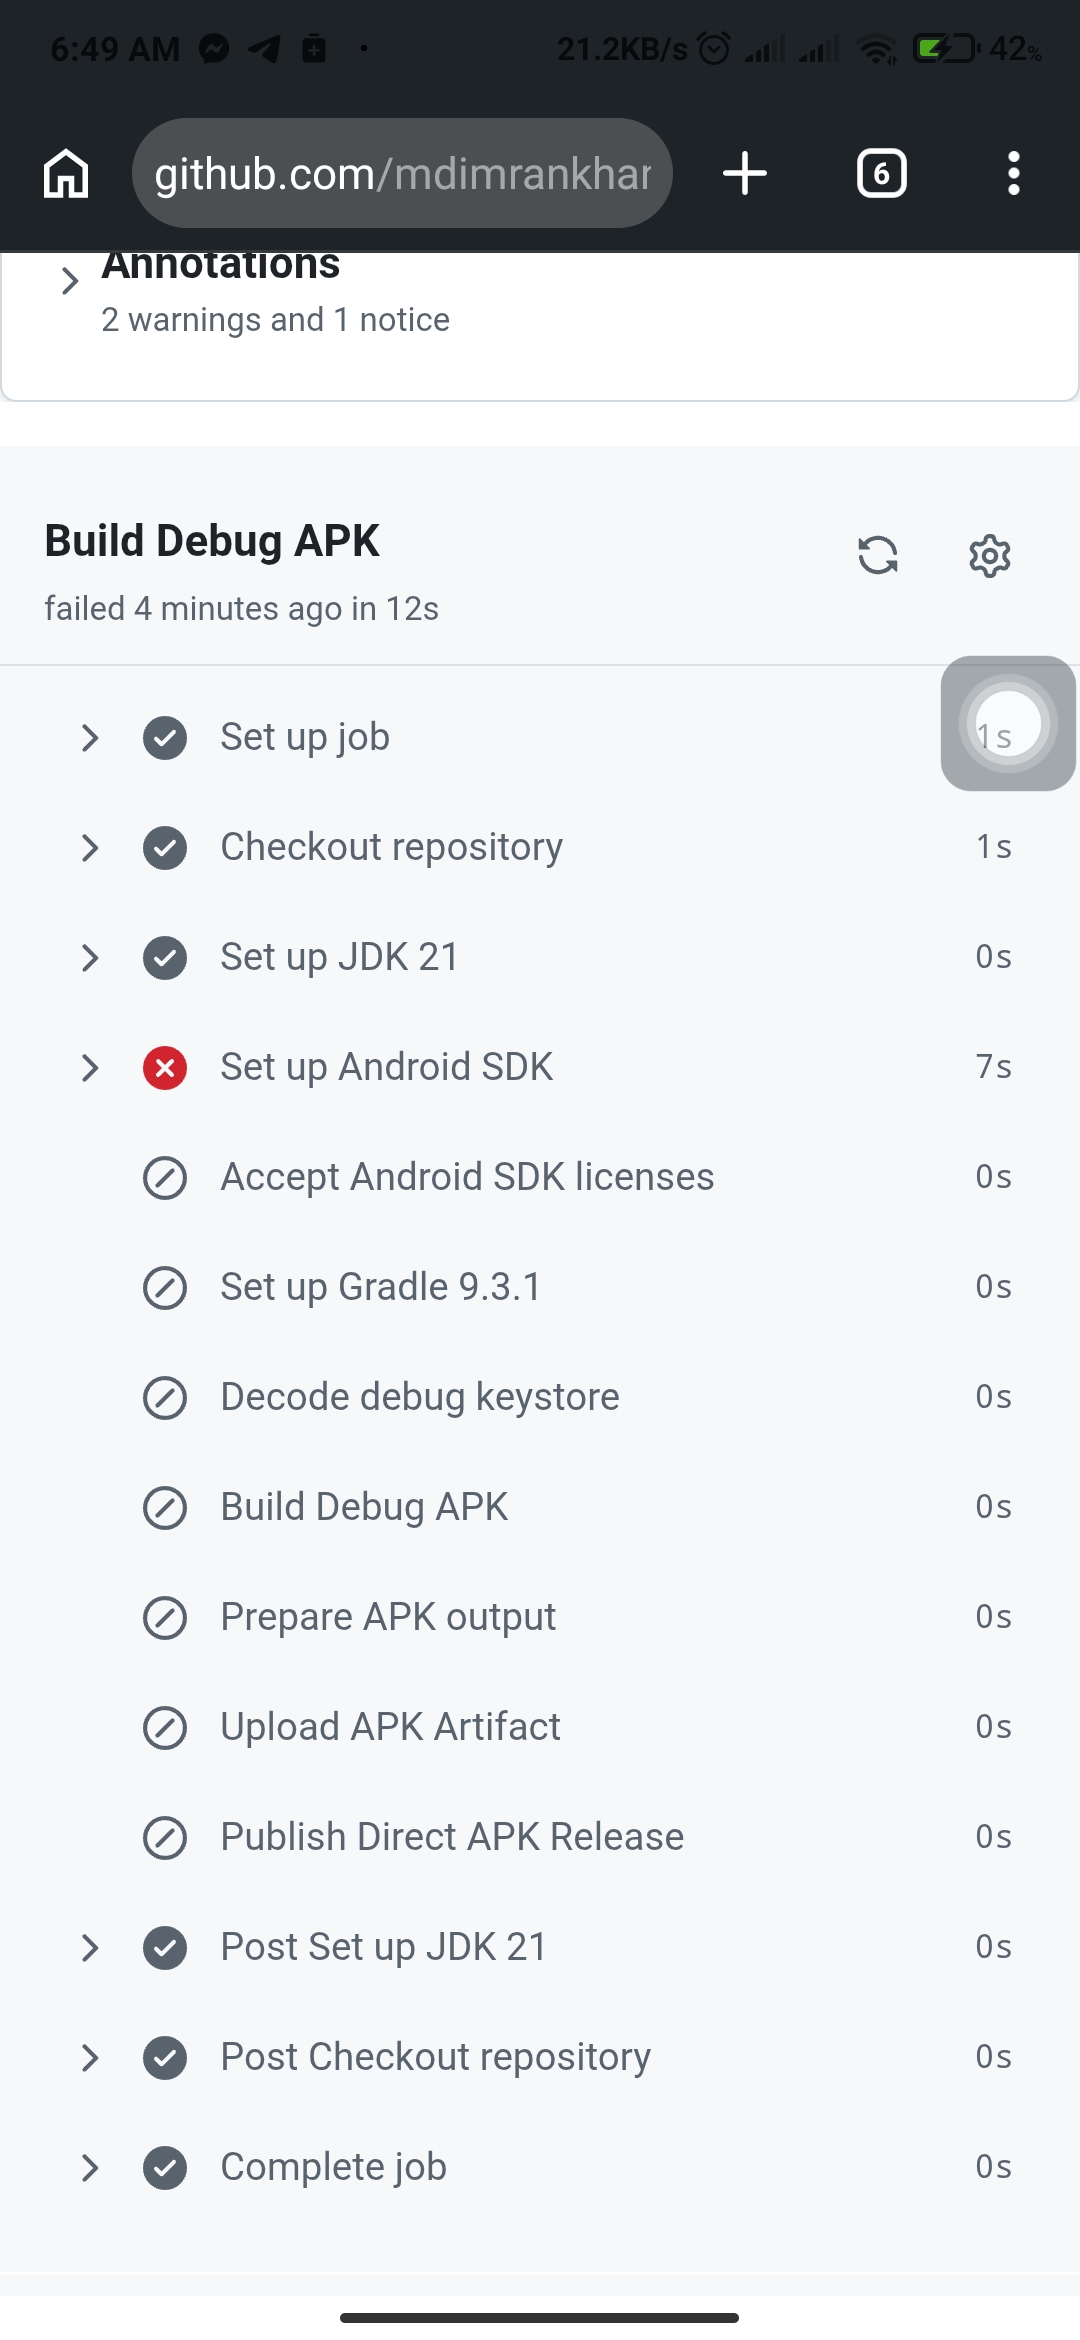 6:49 AM
21.2KB/s
42%
github.com/mdimrankhan
6
Annotations
2 warnings and 1 notice
Build Debug APK
failed 4 minutes ago in 12s
Set up job 1s
Checkout repository 1s
Set up JDK 21 0s
Set up Android SDK 7s
Accept Android SDK licenses 0s
Set up Gradle 9.3.1 0s
Decode debug keystore 0s
Build Debug APK 0s
Prepare APK output 0s
Upload APK Artifact 0s
Publish Direct APK Release 0s
Post Set up JDK 21 0s
Post Checkout repository 0s
Complete job 0s